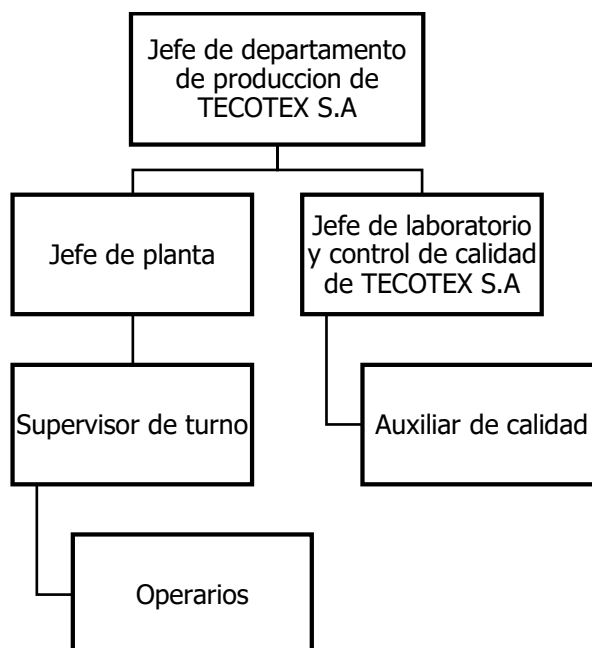 Jefe de departamento
de produccion de
TECOTEX S.A
Jefe de planta
Jefe de laboratorio
y control de calidad
de TECOTEX S.A
Supervisor de turno
Auxiliar de calidad
Operarios